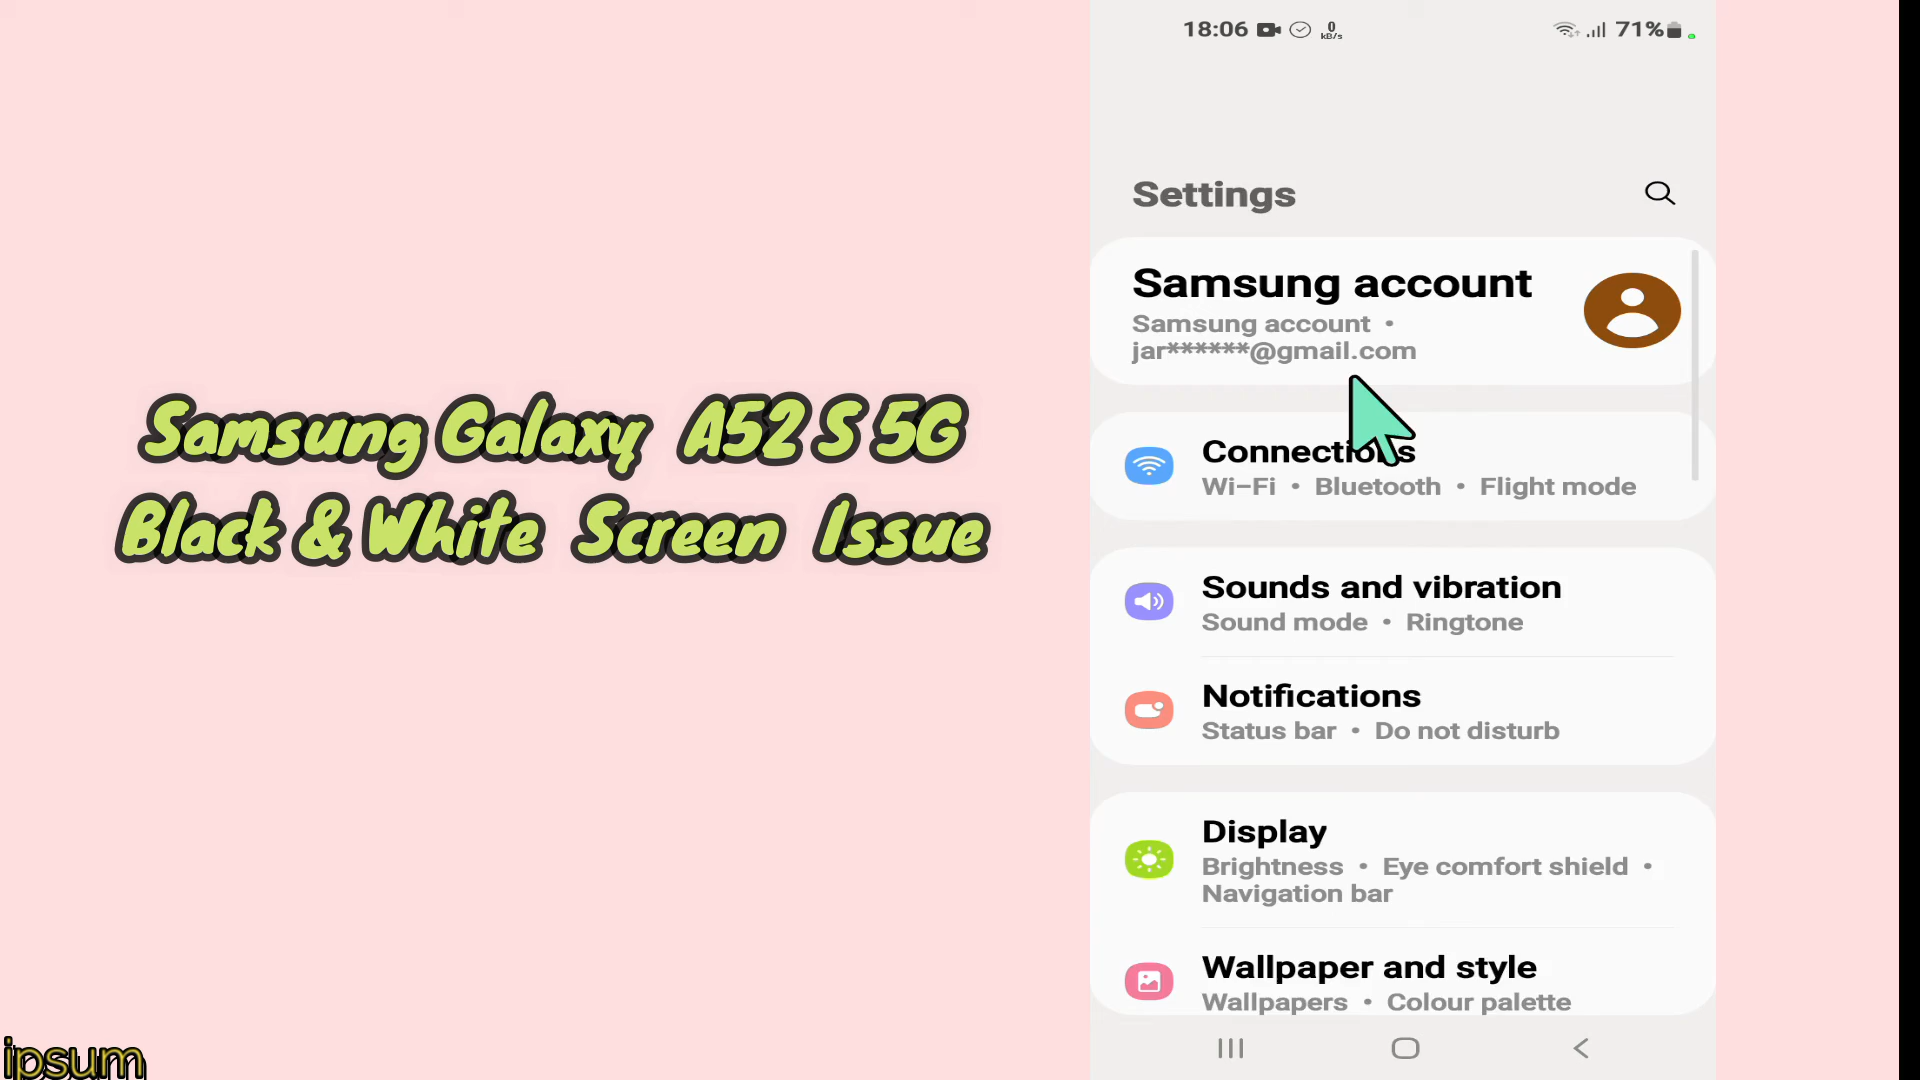 Samsung Galaxy A52 S 5G
Black & White Screen Issue
ipsum
18:06 0 kB/s 71%
Settings
Samsung account
Samsung account •
jar******@gmail.com
Connections
Wi-Fi • Bluetooth • Flight mode
Sounds and vibration
Sound mode • Ringtone
Notifications
Status bar • Do not disturb
Display
Brightness • Eye comfort shield •
Navigation bar
Wallpaper and style
Wallpapers • Colour palette